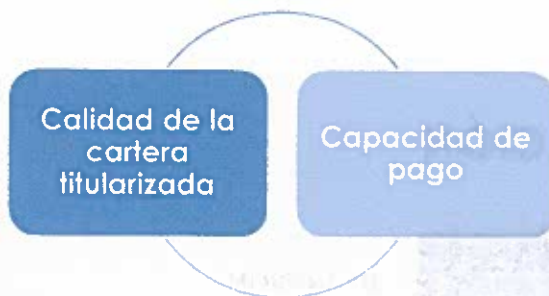 Calidad de la
cartera
titularizada
Capacidad de
pago